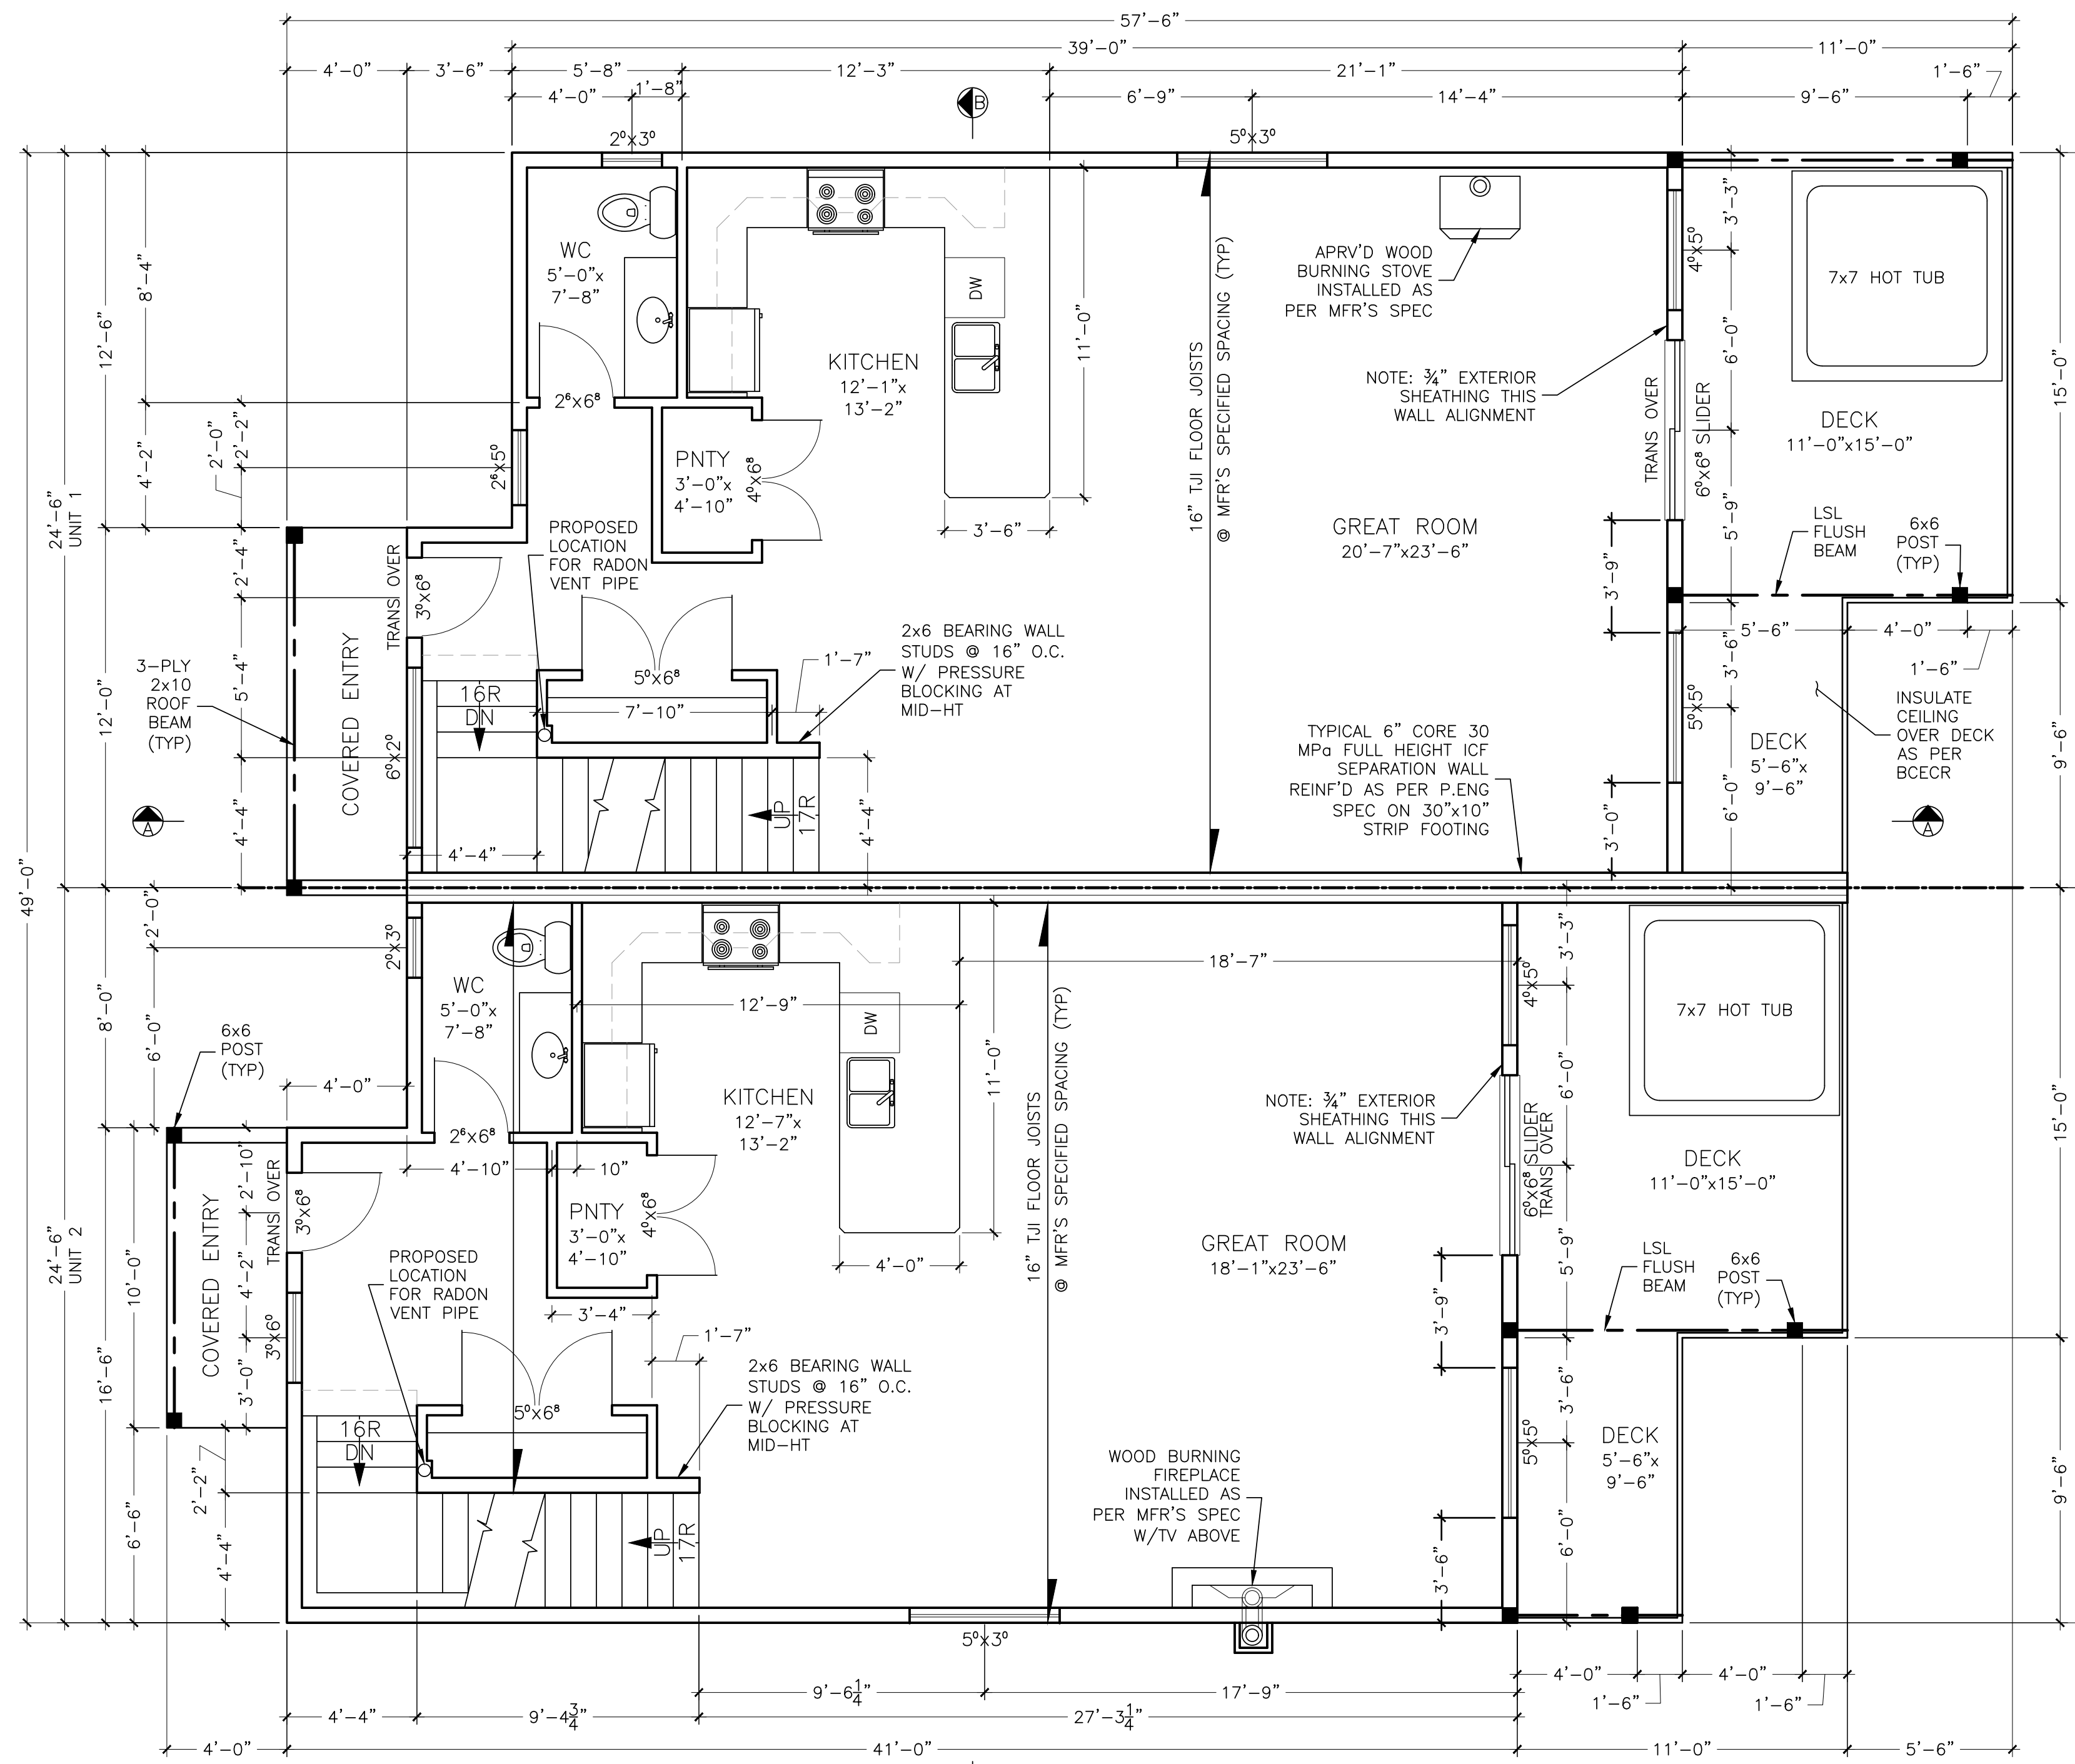 57'-6"
39'-0"
11'-0"
4'-0"
3'-6"
5'-8"
12'-3"
21'-1"
1'-6"
4'-0"
1'-8"
6'-9"
14'-4"
9'-6"
B
2⁰x3⁰
5⁰x3⁰
49'-0"
24'-6"
UNIT 1
12'-6"
8'-4"
4'-2"
2'-0"
2'-2"
12'-0"
2'-4"
5'-4"
4'-4"
WC
5'-0"x
7'-8"
2⁶x6⁸
2⁶x5⁰
KITCHEN
12'-1"x
13'-2"
DW
11'-0"
3'-6"
PNTY
3'-0"x
4'-10"
4⁰x6⁸
16" TJI FLOOR JOISTS
@ MFR'S SPECIFIED SPACING (TYP)
APRV'D WOOD
BURNING STOVE
INSTALLED AS
PER MFR'S SPEC
NOTE: ¾" EXTERIOR
SHEATHING THIS
WALL ALIGNMENT
GREAT ROOM
20'-7"x23'-6"
4⁰x5⁰
TRANS OVER
6⁰x6⁸ SLIDER
3'-3"
6'-0"
5'-9"
3'-6"
6'-0"
3'-9"
3'-0"
5⁰x5⁰
7x7 HOT TUB
DECK
11'-0"x15'-0"
LSL
FLUSH
BEAM
6x6
POST
(TYP)
5'-6"
4'-0"
1'-6"
INSULATE
CEILING
OVER DECK
AS PER
BCECR
DECK
5'-6"x
9'-6"
15'-0"
9'-6"
A
PROPOSED
LOCATION
FOR RADON
VENT PIPE
3⁰x6⁸
TRANS OVER
COVERED ENTRY
3-PLY
2x10
ROOF
BEAM
(TYP)
A
6⁰x2⁰
16R
DN
5⁰x6⁸
7'-10"
1'-7"
2x6 BEARING WALL
STUDS @ 16" O.C.
W/ PRESSURE
BLOCKING AT
MID-HT
4'-4"
UP
17R
4'-4"
TYPICAL 6" CORE 30
MPa FULL HEIGHT ICF
SEPARATION WALL
REINF'D AS PER P.ENG
SPEC ON 30"x10"
STRIP FOOTING
24'-6"
UNIT 2
8'-0"
2'-0"
6'-0"
2⁰x3⁰
WC
5'-0"x
7'-8"
12'-9"
18'-7"
DW
11'-0"
KITCHEN
12'-7"x
13'-2"
4'-0"
6x6
POST
(TYP)
4'-0"
2⁶x6⁸
4'-10"
10"
PNTY
3'-0"x
4'-10"
4⁰x6⁸
3'-4"
1'-7"
16" TJI FLOOR JOISTS
@ MFR'S SPECIFIED SPACING (TYP)
NOTE: ¾" EXTERIOR
SHEATHING THIS
WALL ALIGNMENT
GREAT ROOM
18'-1"x23'-6"
4⁰x5⁰
6⁰x6⁸ SLIDER
TRANS OVER
3'-3"
6'-0"
5'-9"
3'-6"
6'-0"
3'-9"
3'-6"
5⁰x5⁰
7x7 HOT TUB
DECK
11'-0"x15'-0"
LSL
FLUSH
BEAM
6x6
POST
(TYP)
DECK
5'-6"x
9'-6"
15'-0"
9'-6"
16'-6"
10'-0"
6'-6"
2'-10"
4'-2"
3'-0"
2'-2"
4'-4"
COVERED ENTRY
TRANS OVER
3⁰x6⁸
3⁰x6⁰
PROPOSED
LOCATION
FOR RADON
VENT PIPE
16R
DN
5⁰x6⁸
2x6 BEARING WALL
STUDS @ 16" O.C.
W/ PRESSURE
BLOCKING AT
MID-HT
UP
17R
WOOD BURNING
FIREPLACE
INSTALLED AS
PER MFR'S SPEC
W/TV ABOVE
5⁰x3⁰
4'-0"
4'-0"
1'-6"
1'-6"
9'-6¼"
17'-9"
4'-4"
9'-4¾"
27'-3¼"
4'-0"
41'-0"
11'-0"
5'-6"